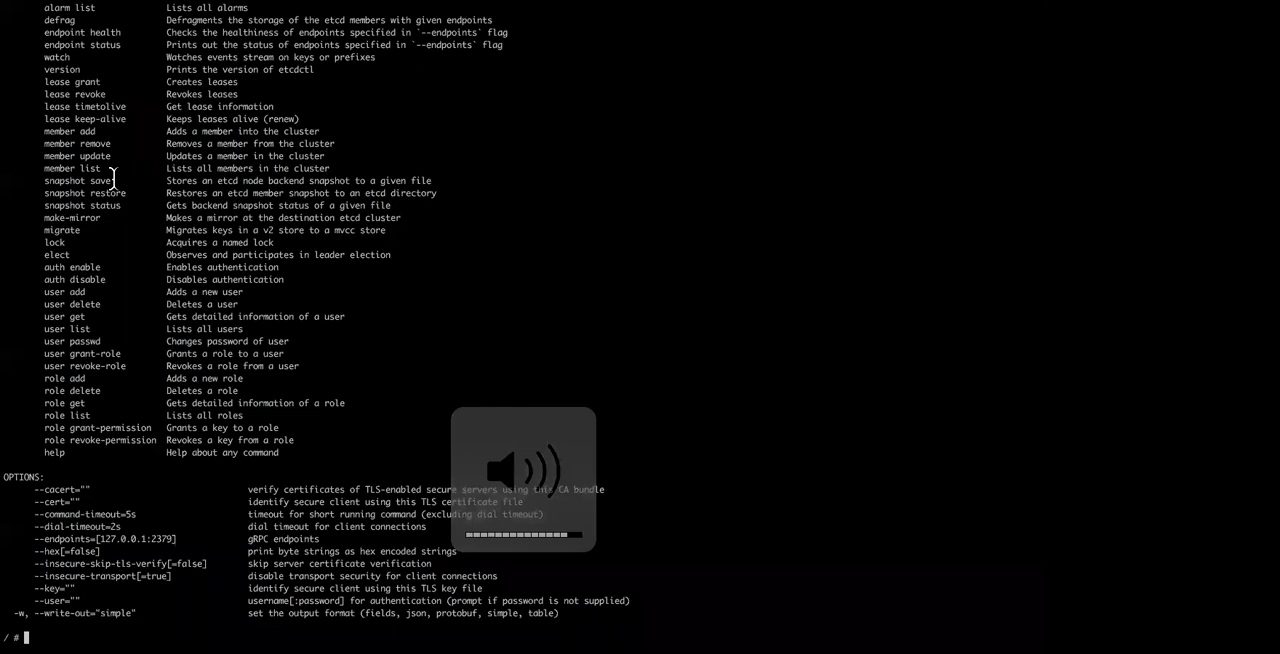 alarm list Lists all alarms
defrag Defragments the storage of the etcd members with given endpoints
endpoint health Checks the healthiness of endpoints specified in `--endpoints` flag
endpoint status Prints out the status of endpoints specified in `--endpoints` flag
watch Watches events stream on keys or prefixes
version Prints the version of etcdctl
lease grant Creates leases
lease revoke Revokes leases
lease timetolive Get lease information
lease keep-alive Keeps leases alive (renew)
member add Adds a member into the cluster
member remove Removes a member from the cluster
member update Updates a member in the cluster
member list Lists all members in the cluster
snapshot save Stores an etcd node backend snapshot to a given file
snapshot restore Restores an etcd member snapshot to an etcd directory
snapshot status Gets backend snapshot status of a given file
make-mirror Makes a mirror at the destination etcd cluster
migrate Migrates keys in a v2 store to a mvcc store
lock Acquires a named lock
elect Observes and participates in leader election
auth enable Enables authentication
auth disable Disables authentication
user add Adds a new user
user delete Deletes a user
user get Gets detailed information of a user
user list Lists all users
user passwd Changes password of user
user grant-role Grants a role to a user
user revoke-role Revokes a role from a user
role add Adds a new role
role delete Deletes a role
role get Gets detailed information of a role
role list Lists all roles
role grant-permission Grants a key to a role
role revoke-permission Revokes a key from a role
help Help about any command
OPTIONS:
--cacert="" verify certificates of TLS-enabled secure servers using this CA bundle
--cert="" identify secure client using this TLS certificate file
--command-timeout=5s timeout for short running command (excluding dial timeout)
--dial-timeout=2s dial timeout for client connections
--endpoints=[127.0.0.1:2379] gRPC endpoints
--hex[=false] print byte strings as hex encoded strings
--insecure-skip-tls-verify[=false] skip server certificate verification
--insecure-transport[=true] disable transport security for client connections
--key="" identify secure client using this TLS key file
--user="" username[:password] for authentication (prompt if password is not supplied)
-w, --write-out="simple" set the output format (fields, json, protobuf, simple, table)
/ #